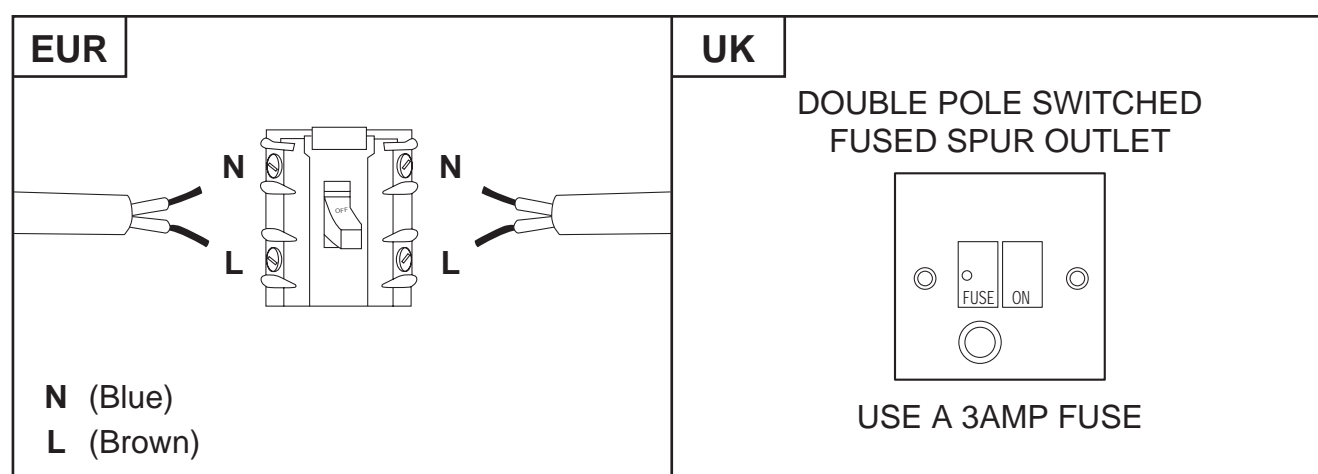 EUR
N
N
OFF
L
L
N (Blue)
L (Brown)
UK
DOUBLE POLE SWITCHED
FUSED SPUR OUTLET
FUSE ON
USE A 3AMP FUSE